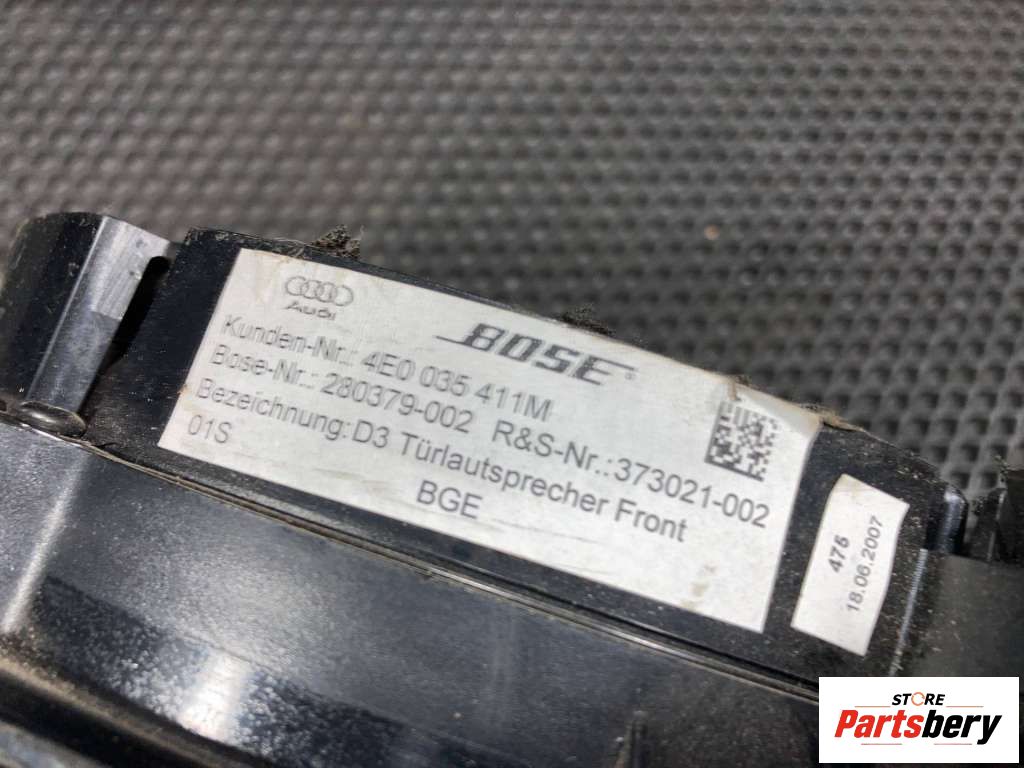 Audi
BOSE®
Kunden-Nr.: 4E0 035 411M
Bose-Nr.: 280379-002 R&S-Nr.:373021-002
Bezeichnung: D3 Türlautsprecher Front
01S BGE
476
18.06.2007
STORE
Partsbery